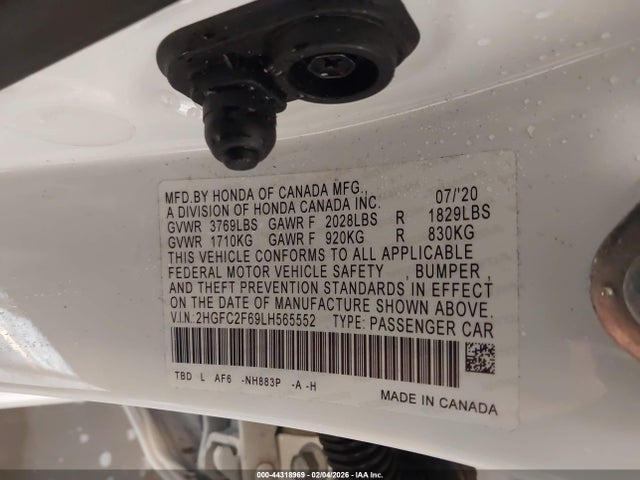 MFD.BY HONDA OF CANADA MFG., 07/'20
A DIVISION OF HONDA CANADA INC.
GVWR 3769LBS GAWR F 2028LBS R 1829LBS
GVWR 1710KG GAWR F 920KG R 830KG
THIS VEHICLE CONFORMS TO ALL APPLICABLE
FEDERAL MOTOR VEHICLE SAFETY , BUMPER ,
AND THEFT PREVENTION STANDARDS IN EFFECT
ON THE DATE OF MANUFACTURE SHOWN ABOVE.
V.I.N: 2HGFC2F69LH565552 TYPE: PASSENGER CAR
TBD L AF6 -NH883P -A -H
MADE IN CANADA
000-44318969 - 02/04/2026 - IAA Inc.